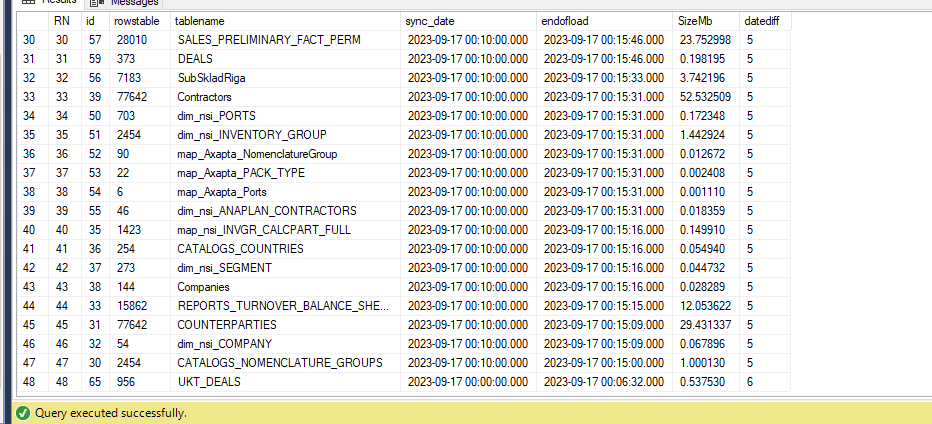 Results Messages
RN id rowstable tablename sync_date endofload SizeMb datediff
30 30 57 28010 SALES_PRELIMINARY_FACT_PERM 2023-09-17 00:10:00.000 2023-09-17 00:15:46.000 23.752998 5
31 31 59 373 DEALS 2023-09-17 00:10:00.000 2023-09-17 00:15:46.000 0.198195 5
32 32 56 7183 SubSkladRiga 2023-09-17 00:10:00.000 2023-09-17 00:15:33.000 3.742196 5
33 33 39 77642 Contractors 2023-09-17 00:10:00.000 2023-09-17 00:15:31.000 52.532509 5
34 34 50 703 dim_nsi_PORTS 2023-09-17 00:10:00.000 2023-09-17 00:15:31.000 0.172348 5
35 35 51 2454 dim_nsi_INVENTORY_GROUP 2023-09-17 00:10:00.000 2023-09-17 00:15:31.000 1.442924 5
36 36 52 90 map_Axapta_NomenclatureGroup 2023-09-17 00:10:00.000 2023-09-17 00:15:31.000 0.012672 5
37 37 53 22 map_Axapta_PACK_TYPE 2023-09-17 00:10:00.000 2023-09-17 00:15:31.000 0.002408 5
38 38 54 6 map_Axapta_Ports 2023-09-17 00:10:00.000 2023-09-17 00:15:31.000 0.001110 5
39 39 55 46 dim_nsi_ANAPLAN_CONTRACTORS 2023-09-17 00:10:00.000 2023-09-17 00:15:31.000 0.018359 5
40 40 35 1423 map_nsi_INVGR_CALCPART_FULL 2023-09-17 00:10:00.000 2023-09-17 00:15:16.000 0.149910 5
41 41 36 254 CATALOGS_COUNTRIES 2023-09-17 00:10:00.000 2023-09-17 00:15:16.000 0.054940 5
42 42 37 273 dim_nsi_SEGMENT 2023-09-17 00:10:00.000 2023-09-17 00:15:16.000 0.044732 5
43 43 38 144 Companies 2023-09-17 00:10:00.000 2023-09-17 00:15:16.000 0.028289 5
44 44 33 15862 REPORTS_TURNOVER_BALANCE_SHE... 2023-09-17 00:10:00.000 2023-09-17 00:15:15.000 12.053622 5
45 45 31 77642 COUNTERPARTIES 2023-09-17 00:10:00.000 2023-09-17 00:15:09.000 29.431337 5
46 46 32 54 dim_nsi_COMPANY 2023-09-17 00:10:00.000 2023-09-17 00:15:09.000 0.067896 5
47 47 30 2454 CATALOGS_NOMENCLATURE_GROUPS 2023-09-17 00:10:00.000 2023-09-17 00:15:00.000 1.000130 5
48 48 65 956 UKT_DEALS 2023-09-17 00:00:00.000 2023-09-17 00:06:32.000 0.537530 6
Query executed successfully.